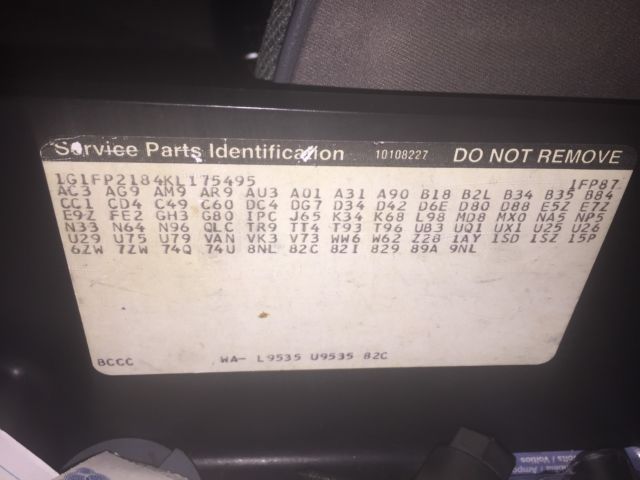 Service Parts Identification 10108227 DO NOT REMOVE
1G1FP2184KL175495 1FP87
AC3 AG9 AM9 AR9 AU3 A01 A31 A90 B18 B2L B34 B35 B84
CC1 CD4 C49 C60 DC4 DG7 D34 D42 D6E D80 D88 E5Z E7Z
E9Z FE2 GH3 G80 IPC J65 K34 K68 L98 MD8 MX0 NA5 NP5
N33 N64 N96 QLC TR9 TT4 T93 T96 UB3 UQ1 UX1 U25 U26
U29 U75 U79 VAN VK3 V73 WW6 W62 Z28 1AY 1SD 1SZ 15P
6ZW 7ZW 74Q 74U 8NL 82C 82I 829 89A 9NL
BCCC WA- L9535 U9535 82C
/ Voltios